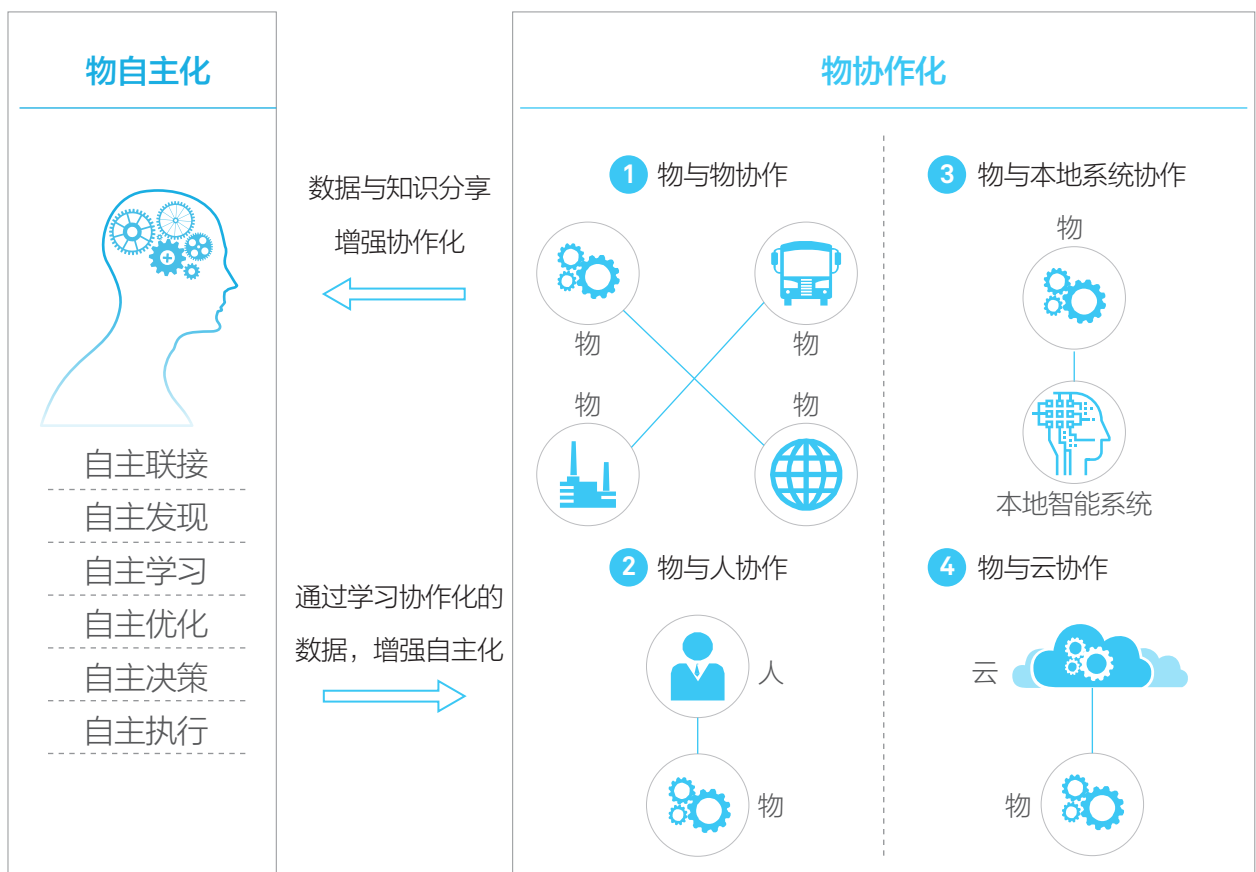 物自主化
自主联接
自主发现
自主学习
自主优化
自主决策
自主执行
数据与知识分享
增强协作化
通过学习协作化的
数据，增强自主化
物协作化
1 物与物协作
物
物
物
物
2 物与人协作
人
物
3 物与本地系统协作
物
本地智能系统
4 物与云协作
云
物